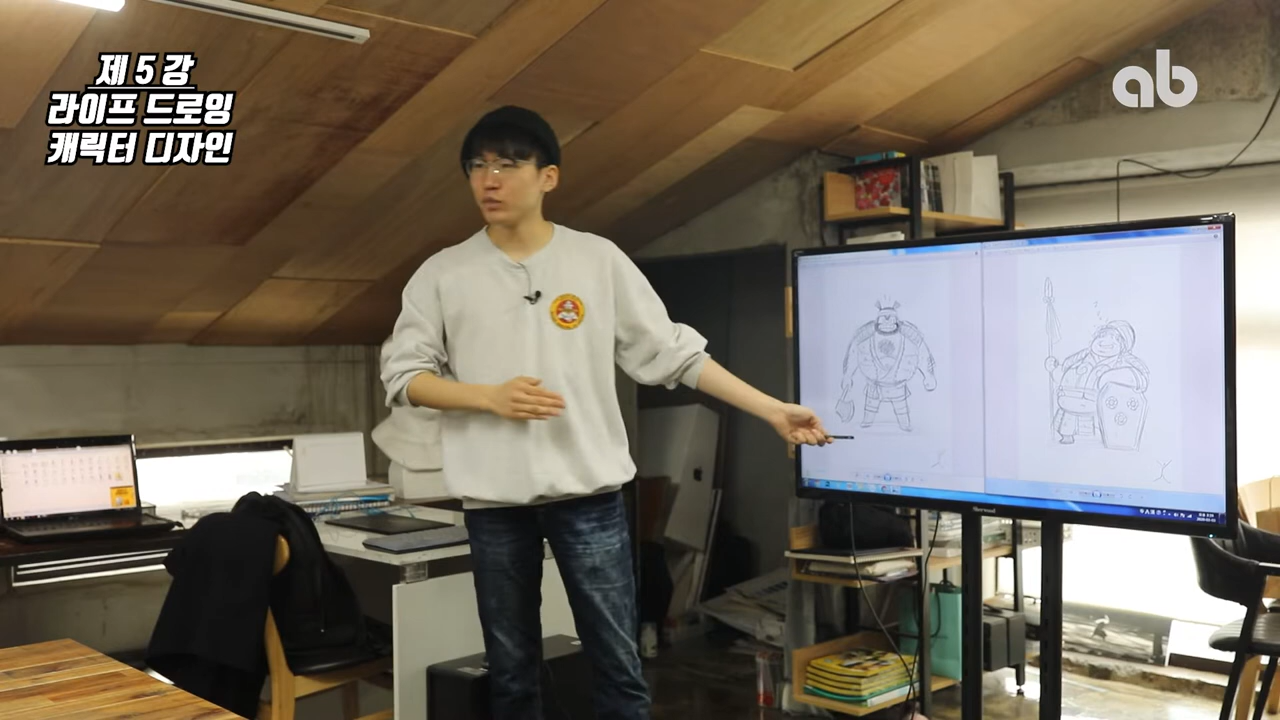 제 5 강
라이프 드로잉
캐릭터 디자인
ab